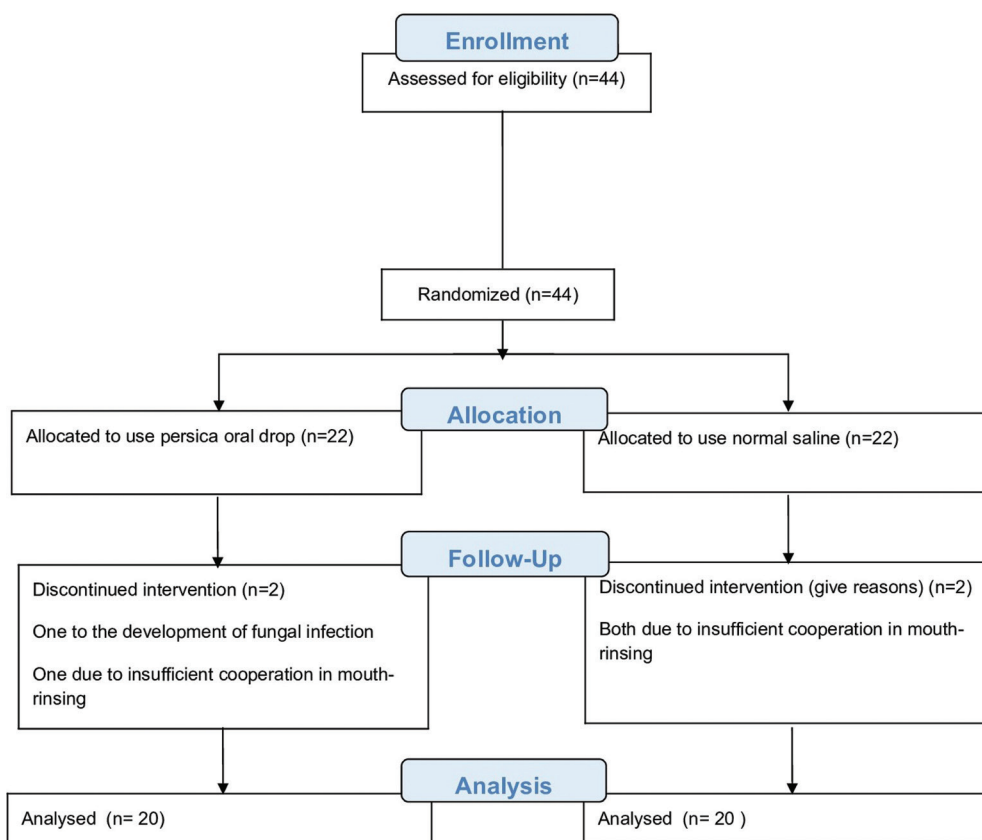 Enrollment
Assessed for eligibility (n=44)
Randomized (n=44)
Allocation
Allocated to use persica oral drop (n=22)
Allocated to use normal saline (n=22)
Follow-Up
Discontinued intervention (n=2)
One to the development of fungal infection
One due to insufficient cooperation in mouth-
rinsing
Discontinued intervention (give reasons) (n=2)
Both due to insufficient cooperation in mouth-
rinsing
Analysis
Analysed (n= 20)
Analysed (n= 20 )